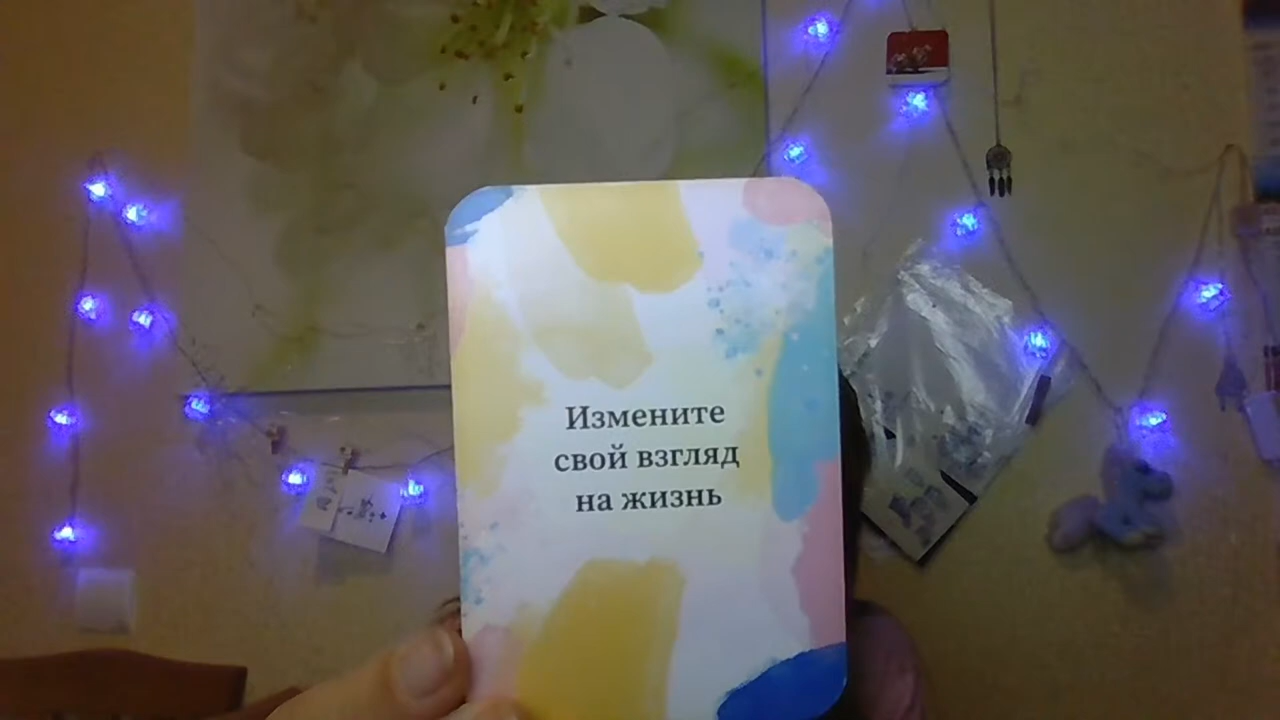 Измените
свой взгляд
на жизнь